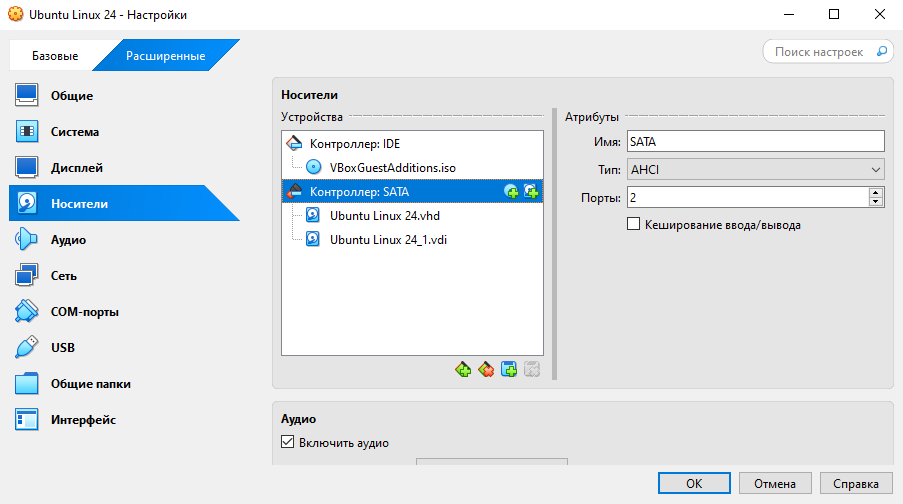 Ubuntu Linux 24 - Настройки
Базовые
Расширенные
Поиск настроек
Общие
Система
Дисплей
Носители
Аудио
Сеть
COM-порты
USB
Общие папки
Интерфейс
Носители
Устройства
Контроллер: IDE
VBoxGuestAdditions.iso
Контроллер: SATA
Ubuntu Linux 24.vhd
Ubuntu Linux 24_1.vdi
Атрибуты
Имя: SATA
Тип: AHCI
Порты: 2
Кеширование ввода/вывода
Аудио
Включить аудио
OK
Отмена
Справка